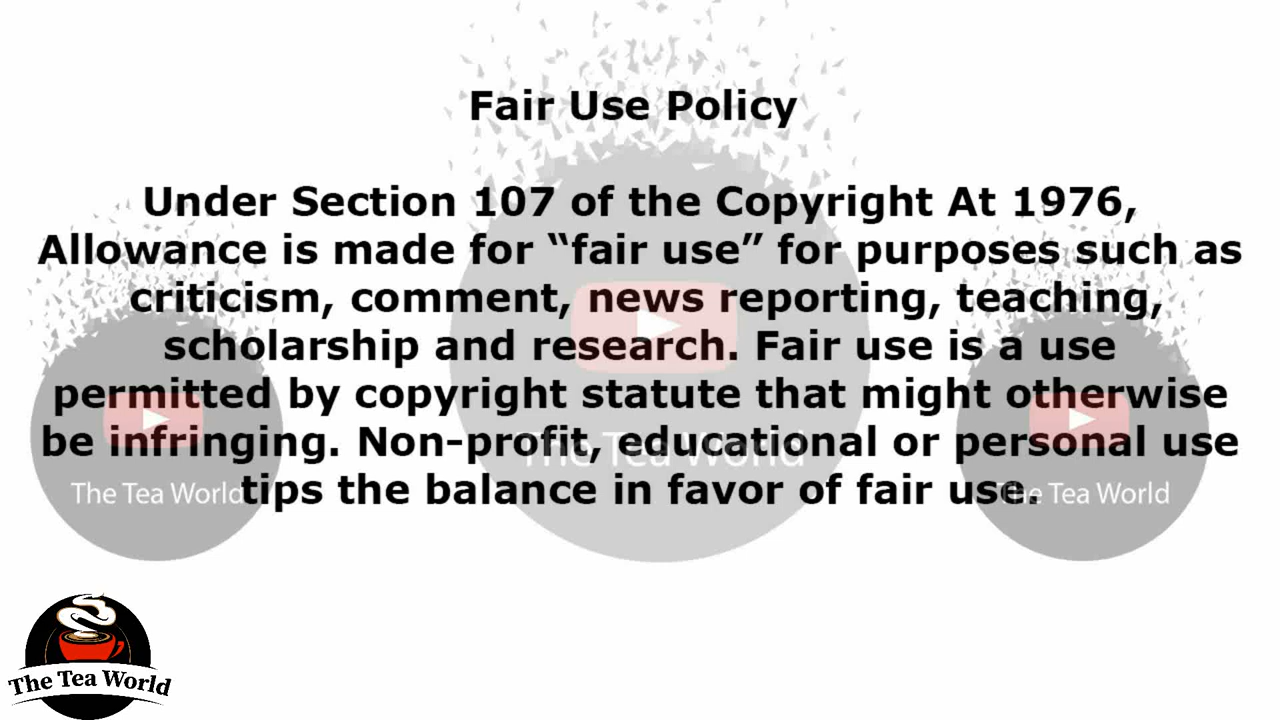 Fair Use Policy
Under Section 107 of the Copyright At 1976,
Allowance is made for “fair use” for purposes such as
criticism, comment, news reporting, teaching,
scholarship and research. Fair use is a use
permitted by copyright statute that might otherwise
be infringing. Non-profit, educational or personal use
tips the balance in favor of fair use.
The Tea World
The Tea World
The Tea World
The Tea World